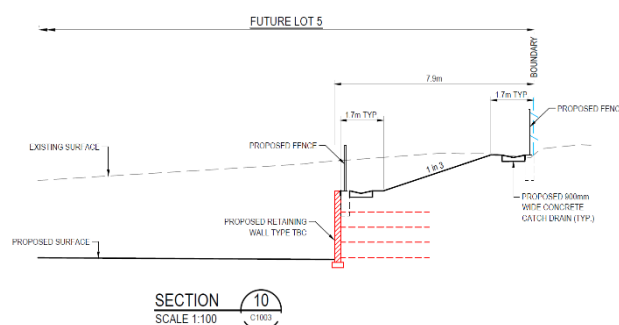 FUTURE LOT 5
BOUNDARY
7.9m
1.7m TYP.
1.7m TYP.
PROPOSED FENCE
PROPOSED FENC
EXISTING SURFACE
1 in 3
PROPOSED 900mm
WIDE CONCRETE
CATCH DRAIN (TYP.)
PROPOSED RETAINING
WALL TYPE TBC
PROPOSED SURFACE
SECTION 10
SCALE 1:100 C1003